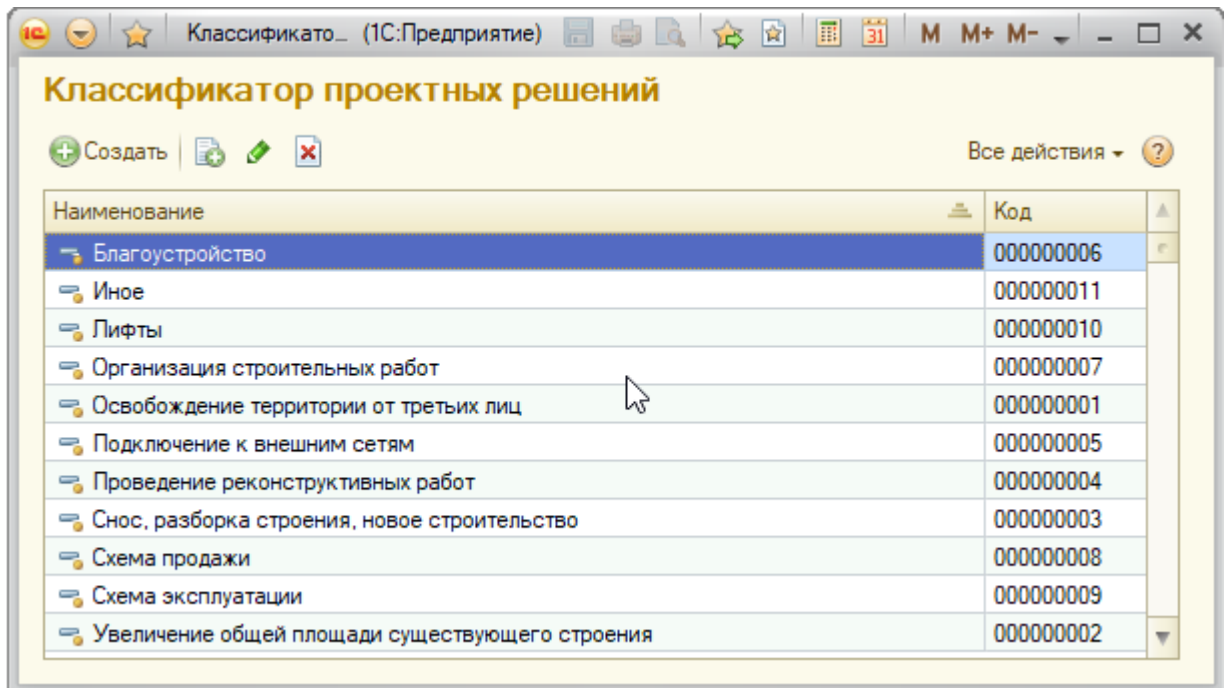 1С Классификато... (1С:Предприятие) 31 M M+ M-
Классификатор проектных решений
Создать Все действия ?
Наименование Код
Благоустройство 000000006
Иное 000000011
Лифты 000000010
Организация строительных работ 000000007
Освобождение территории от третьих лиц 000000001
Подключение к внешним сетям 000000005
Проведение реконструктивных работ 000000004
Снос, разборка строения, новое строительство 000000003
Схема продажи 000000008
Схема эксплуатации 000000009
Увеличение общей площади существующего строения 000000002